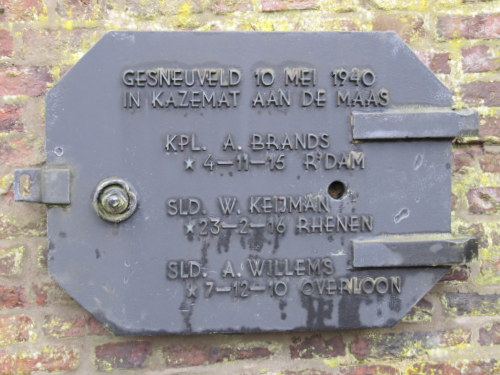 GESNEUVELD 10 MEI 1940
IN KAZEMAT AAN DE MAAS
KPL. A. BRANDS
* 4-11-15 R'DAM
SLD. W. KEIJMAN
* 23-2-16 RHENEN
SLD. A. WILLEMS
* 7-12-10 OVERLOON